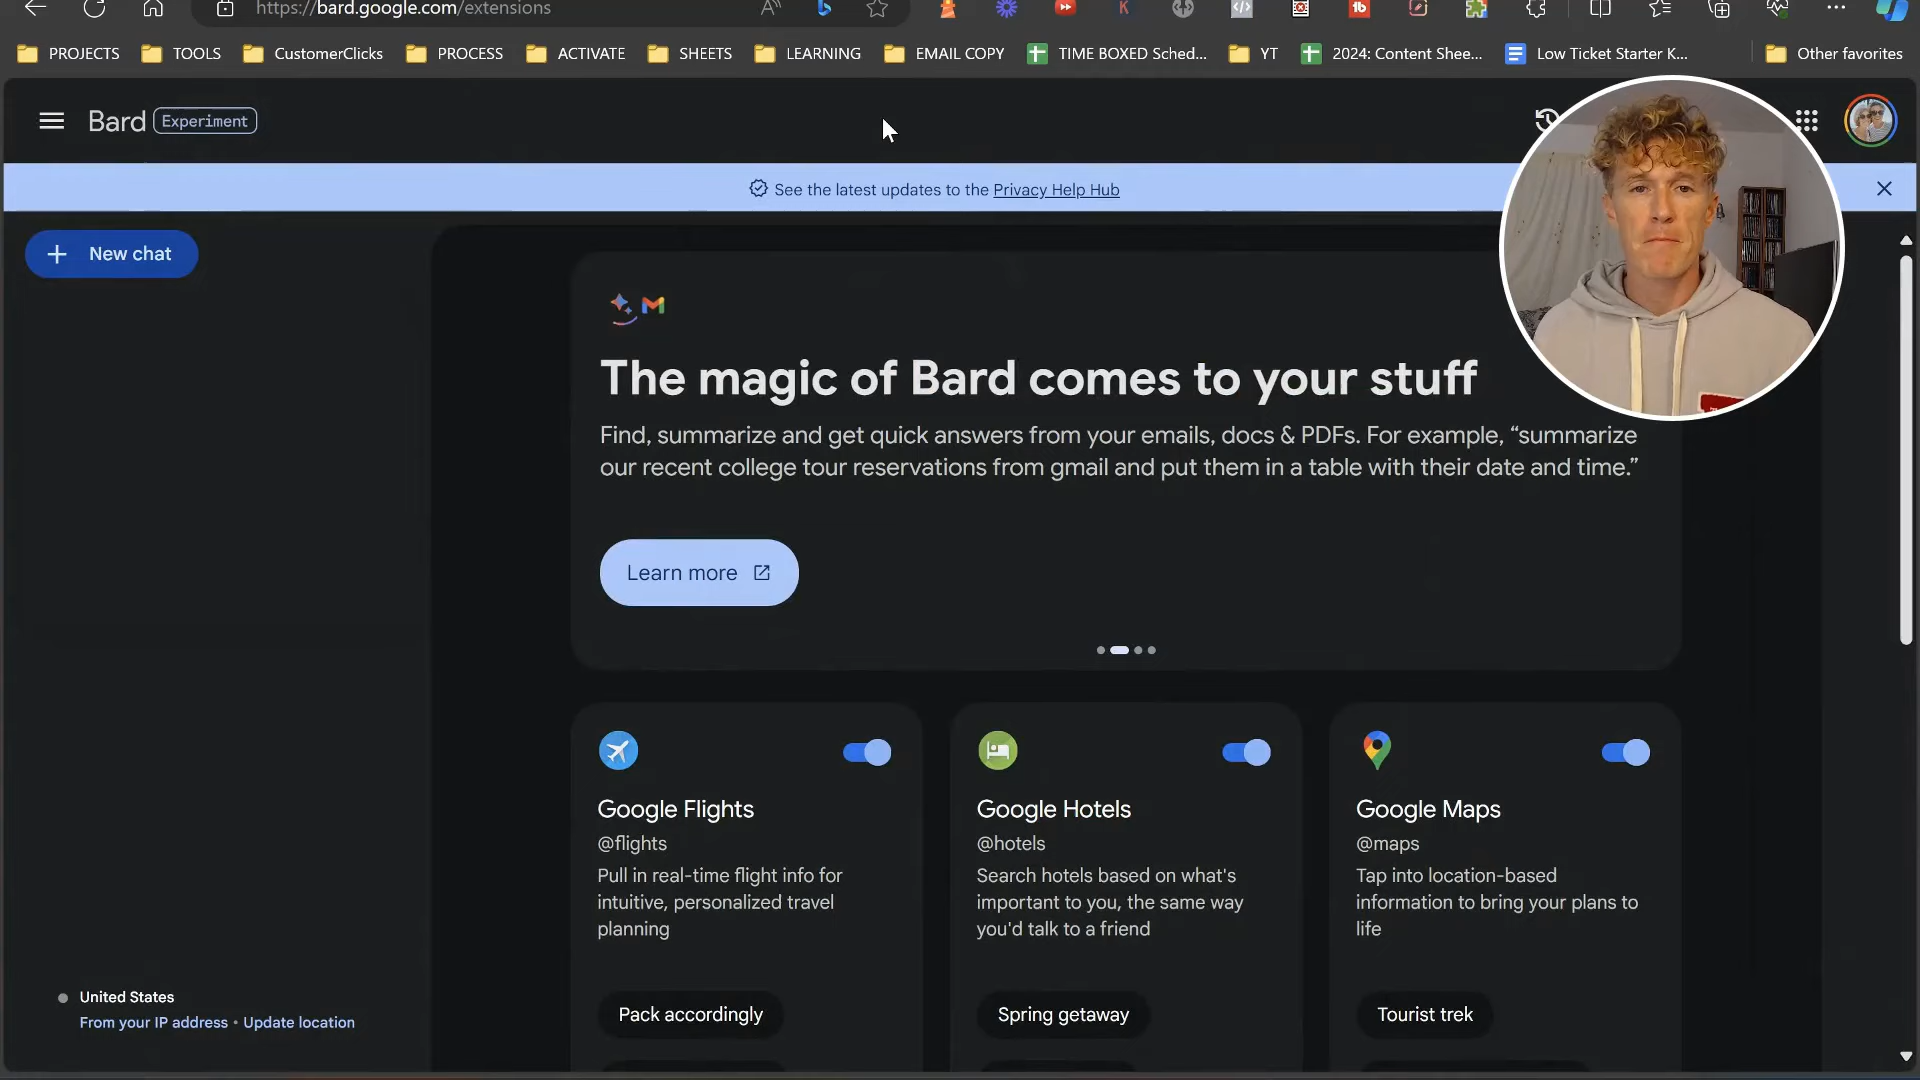 https://bard.google.com/extensions
PROJECTS TOOLS CustomerClicks PROCESS ACTIVATE SHEETS LEARNING EMAIL COPY TIME BOXED Sched... YT 2024: Content Shee... Low Ticket Starter K... Other favorites
Bard Experiment
See the latest updates to the Privacy Help Hub
New chat
The magic of Bard comes to your stuff
Find, summarize and get quick answers from your emails, docs & PDFs. For example, “summarize
our recent college tour reservations from gmail and put them in a table with their date and time.”
Learn more
Google Flights
@flights
Pull in real-time flight info for
intuitive, personalized travel
planning
Pack accordingly
Google Hotels
@hotels
Search hotels based on what's
important to you, the same way
you'd talk to a friend
Spring getaway
Google Maps
@maps
Tap into location-based
information to bring your plans to
life
Tourist trek
United States
From your IP address • Update location